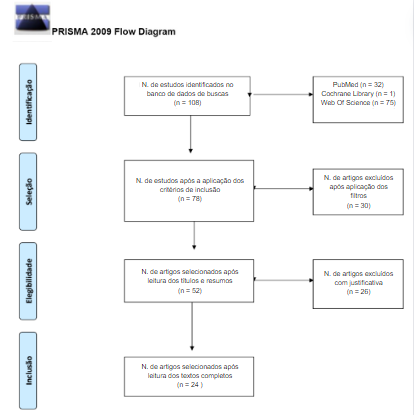 PRISMA 2009 Flow Diagram
Identificação
N. de estudos identificados no
banco de dados de buscas
(n = 108)
PubMed (n = 32)
Cochrane Library (n = 1)
Web Of Science (n = 75)
Seleção
N. de estudos após a aplicação dos
critérios de inclusão
(n = 78)
N. de artigos excluídos
após aplicação dos
filtros
(n = 30)
Elegibilidade
N. de artigos selecionados após
leitura dos títulos e resumos
(n = 52)
N. de artigos excluídos
com justificativa
(n = 26)
Inclusão
N. de artigos selecionados após
leitura dos textos completos
(n = 24 )